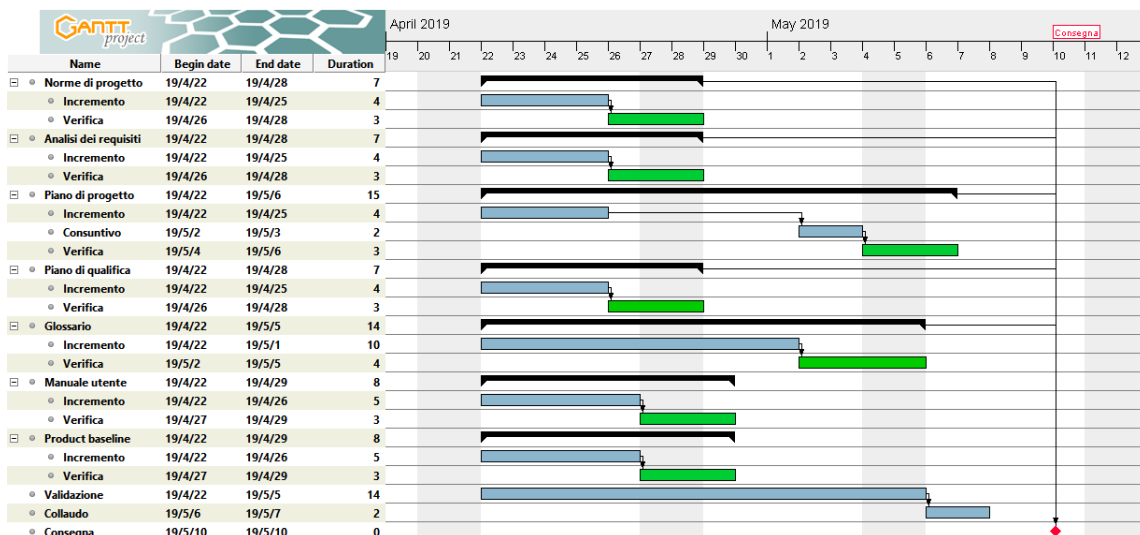 GANTT
project
April 2019 May 2019
Consegna
19 20 21 22 23 24 25 26 27 28 29 30 1 2 3 4 5 6 7 8 9 10 11 12
Name Begin date End date Duration
Norme di progetto 19/4/22 19/4/28 7
Incremento 19/4/22 19/4/25 4
Verifica 19/4/26 19/4/28 3
Analisi dei requisiti 19/4/22 19/4/28 7
Incremento 19/4/22 19/4/25 4
Verifica 19/4/26 19/4/28 3
Piano di progetto 19/4/22 19/5/6 15
Incremento 19/4/22 19/4/25 4
Consuntivo 19/5/2 19/5/3 2
Verifica 19/5/4 19/5/6 3
Piano di qualifica 19/4/22 19/4/28 7
Incremento 19/4/22 19/4/25 4
Verifica 19/4/26 19/4/28 3
Glossario 19/4/22 19/5/5 14
Incremento 19/4/22 19/5/1 10
Verifica 19/5/2 19/5/5 4
Manuale utente 19/4/22 19/4/29 8
Incremento 19/4/22 19/4/26 5
Verifica 19/4/27 19/4/29 3
Product baseline 19/4/22 19/4/29 8
Incremento 19/4/22 19/4/26 5
Verifica 19/4/27 19/4/29 3
Validazione 19/4/22 19/5/5 14
Collaudo 19/5/6 19/5/7 2
Consegna 19/5/10 19/5/10 0